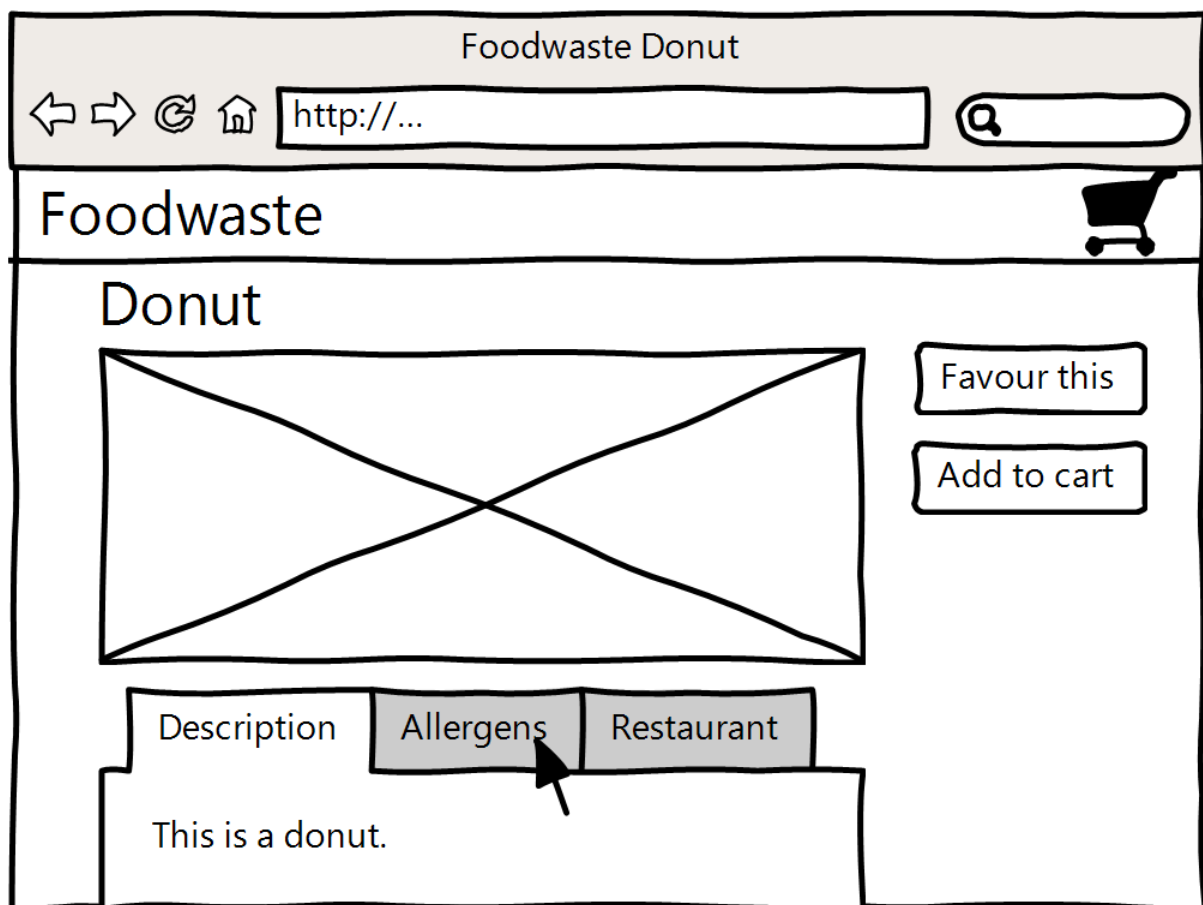 Foodwaste Donut
http://...
Foodwaste
Donut
Favour this
Add to cart
Description Allergens Restaurant
This is a donut.